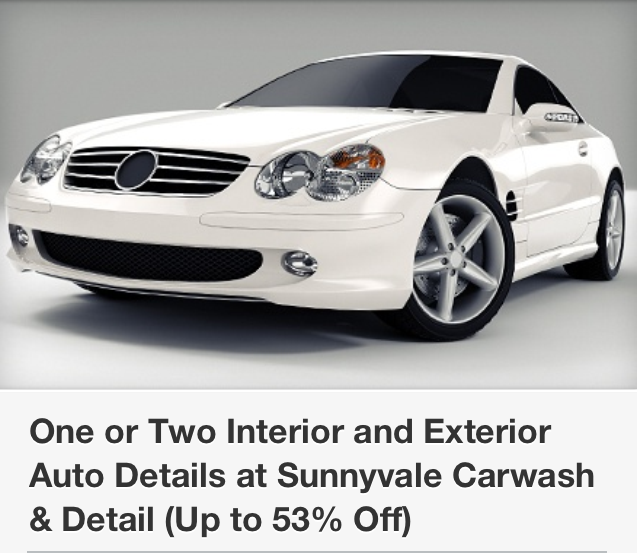 One or Two Interior and Exterior
Auto Details at Sunnyvale Carwash
& Detail (Up to 53% Off)